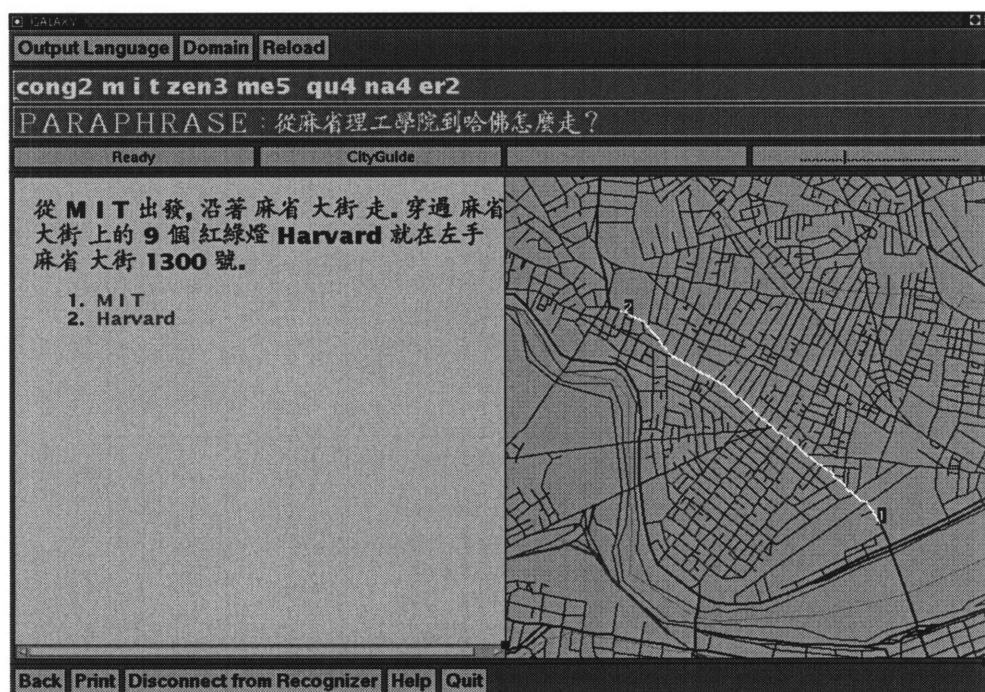 GALAXY
Output Language Domain Reload
cong2 m i t zen3 me5 qu4 na4 er2
PARAPHRASE : 從麻省理工學院到哈佛怎麼走?
Ready CityGuide
從 M I T 出發, 沿著 麻省 大街 走. 穿過 麻省
大街 上的 9 個 紅綠燈 Harvard 就在左手
麻省 大街 1300 號.
1. M I T
2. Harvard
2
1
Back Print Disconnect from Recognizer Help Quit